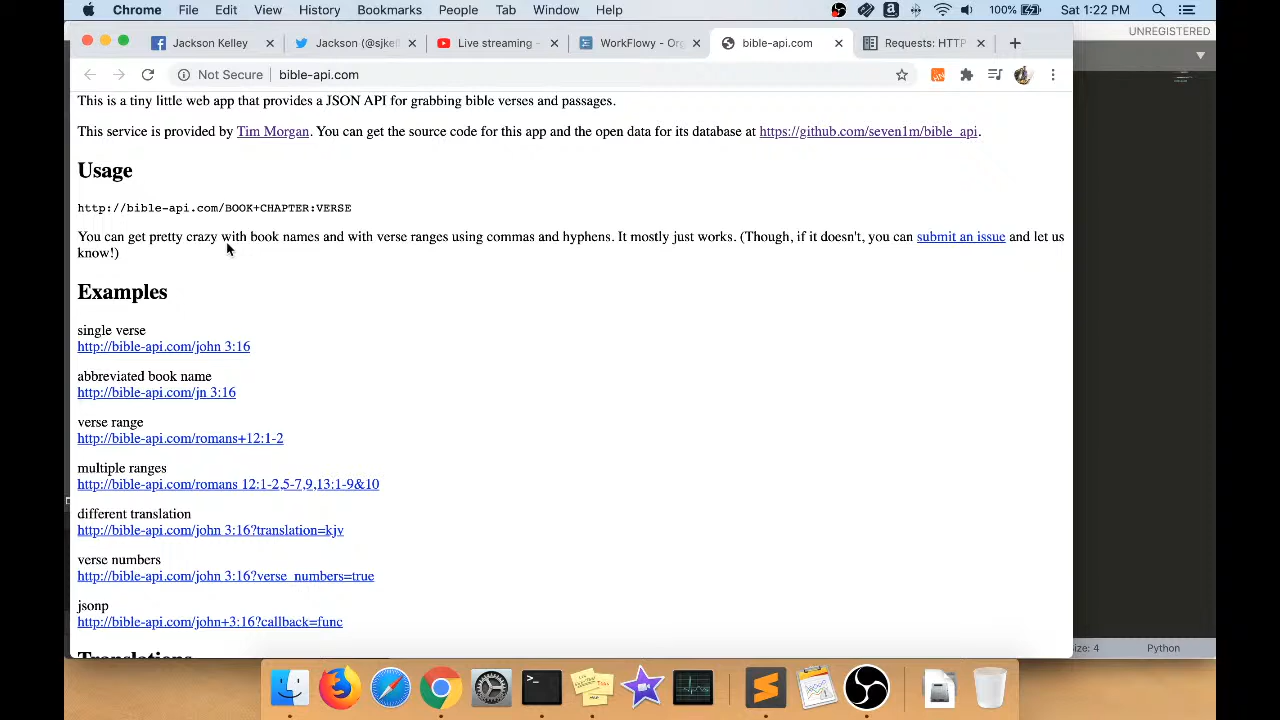 Chrome File Edit View History Bookmarks People Tab Window Help 100% Sat 1:22 PM
UNREGISTERED
Jackson Kelley Jackson (@sjkef Live streaming - WorkFlowy - Org bible-api.com Requests: HTTP
Not Secure bible-api.com
This is a tiny little web app that provides a JSON API for grabbing bible verses and passages.
This service is provided by Tim Morgan. You can get the source code for this app and the open data for its database at https://github.com/seven1m/bible_api.
Usage
http://bible-api.com/BOOK+CHAPTER:VERSE
You can get pretty crazy with book names and with verse ranges using commas and hyphens. It mostly just works. (Though, if it doesn't, you can submit an issue and let us
know!)
Examples
single verse
http://bible-api.com/john 3:16
abbreviated book name
http://bible-api.com/jn 3:16
verse range
http://bible-api.com/romans+12:1-2
multiple ranges
http://bible-api.com/romans 12:1-2,5-7,9,13:1-9&10
different translation
http://bible-api.com/john 3:16?translation=kjv
verse numbers
http://bible-api.com/john 3:16?verse_numbers=true
jsonp
http://bible-api.com/john+3:16?callback=func
Translations
Size: 4 Python